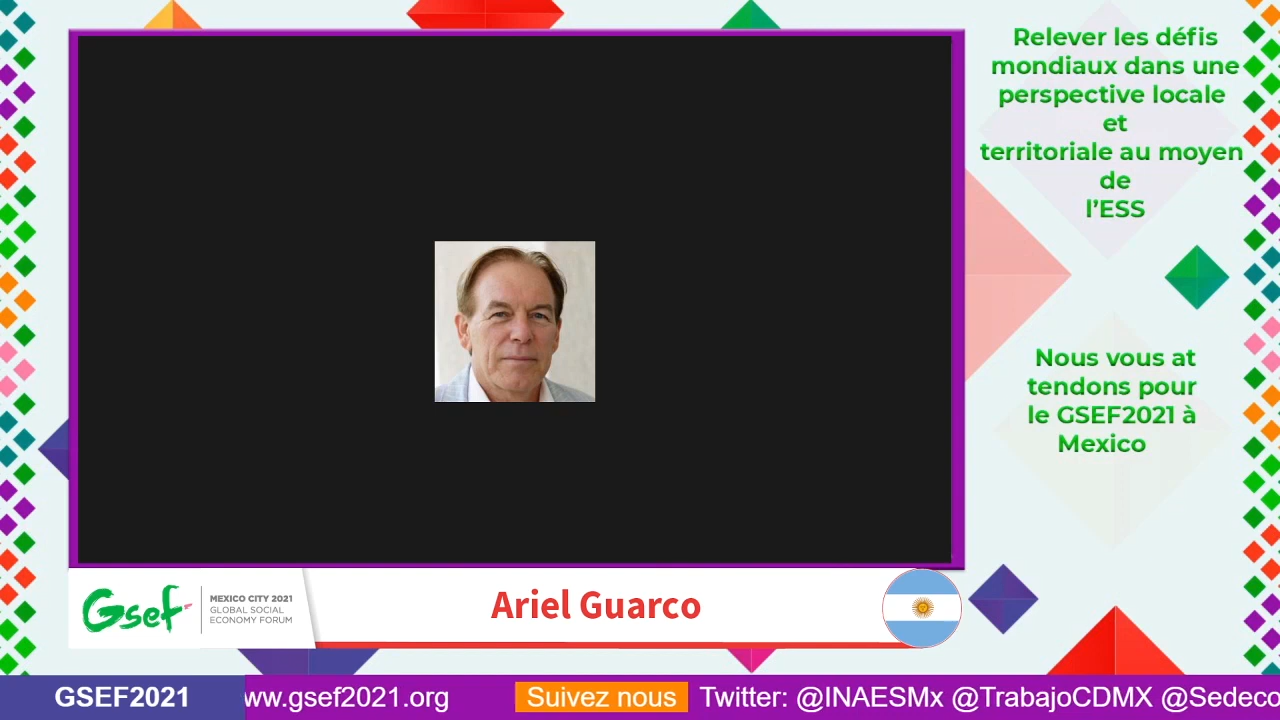 Relever les défis
mondiaux dans une
perspective locale
et
territoriale au moyen
de
l'ESS
Nous vous at
tendons pour
le GSEF2021 à
Mexico
Gsef
MEXICO CITY 2021
GLOBAL SOCIAL
ECONOMY FORUM
Ariel Guarco
GSEF2021
ww.gsef2021.org
Suivez nous
Twitter: @INAESMx @TrabajoCDMX @Sedeco